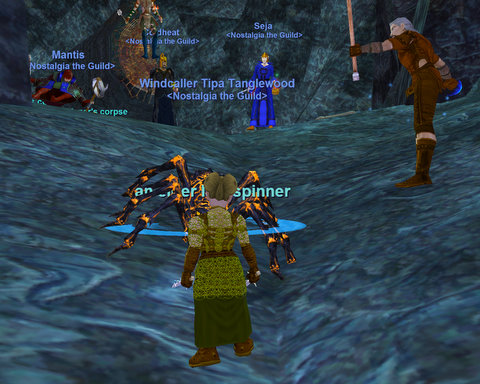 Seja
<Nostalgia the Guild>
<Nostalgia the Guild>
Mantis
<Nostalgia the Guild>
corpse
Windcaller Tipa Tanglewood
<Nostalgia the Guild>
spinner